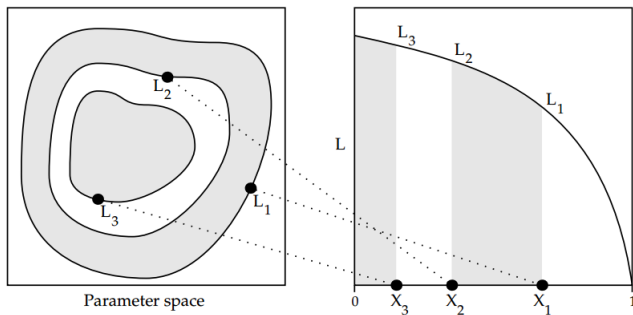 L₂
L₃
L₁
Parameter space
L₃
L₂
L₁
L
0
X₃
X₂
X₁
1